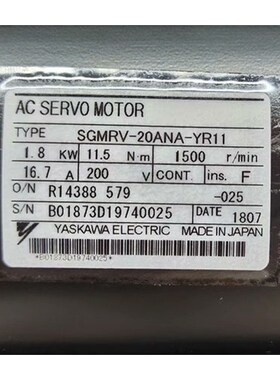 AC SERVO MOTOR
TYPE SGMRV-20ANA-YR11
1.8 KW 11.5 N·m 1500 r/min
16.7 A 200 V CONT. ins. F
O/N R14388 579 -025
S/N B01873D19740025 DATE 1807
YASKAWA ELECTRIC MADE IN JAPAN
*B01873D19740025*